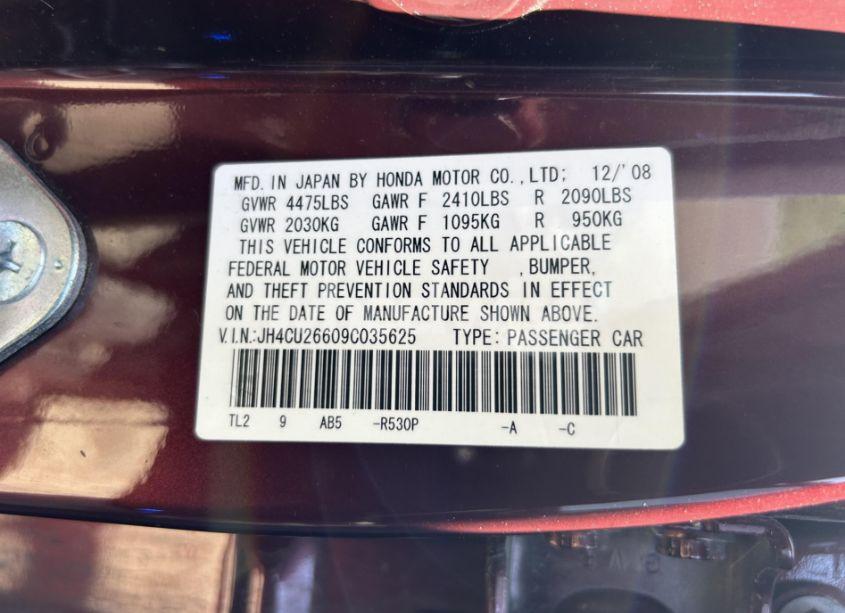 MFD. IN JAPAN BY HONDA MOTOR CO.,LTD; 12/'08
GVWR 4475LBS GAWR F 2410LBS R 2090LBS
GVWR 2030KG GAWR F 1095KG R 950KG
THIS VEHICLE CONFORMS TO ALL APPLICABLE
FEDERAL MOTOR VEHICLE SAFETY ,BUMPER,
AND THEFT PREVENTION STANDARDS IN EFFECT
ON THE DATE OF MANUFACTURE SHOWN ABOVE.
V.I.N:JH4CU26609C035625 TYPE: PASSENGER CAR
TL2 9 AB5 -R530P -A -C